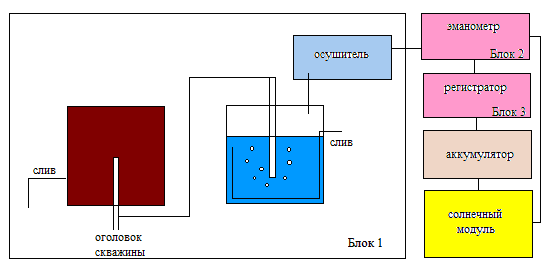 эманометр
Блок 2
осушитель
регистратор
Блок 3
слив
аккумулятор
слив
солнечный
модуль
оголовок
скважины
Блок 1